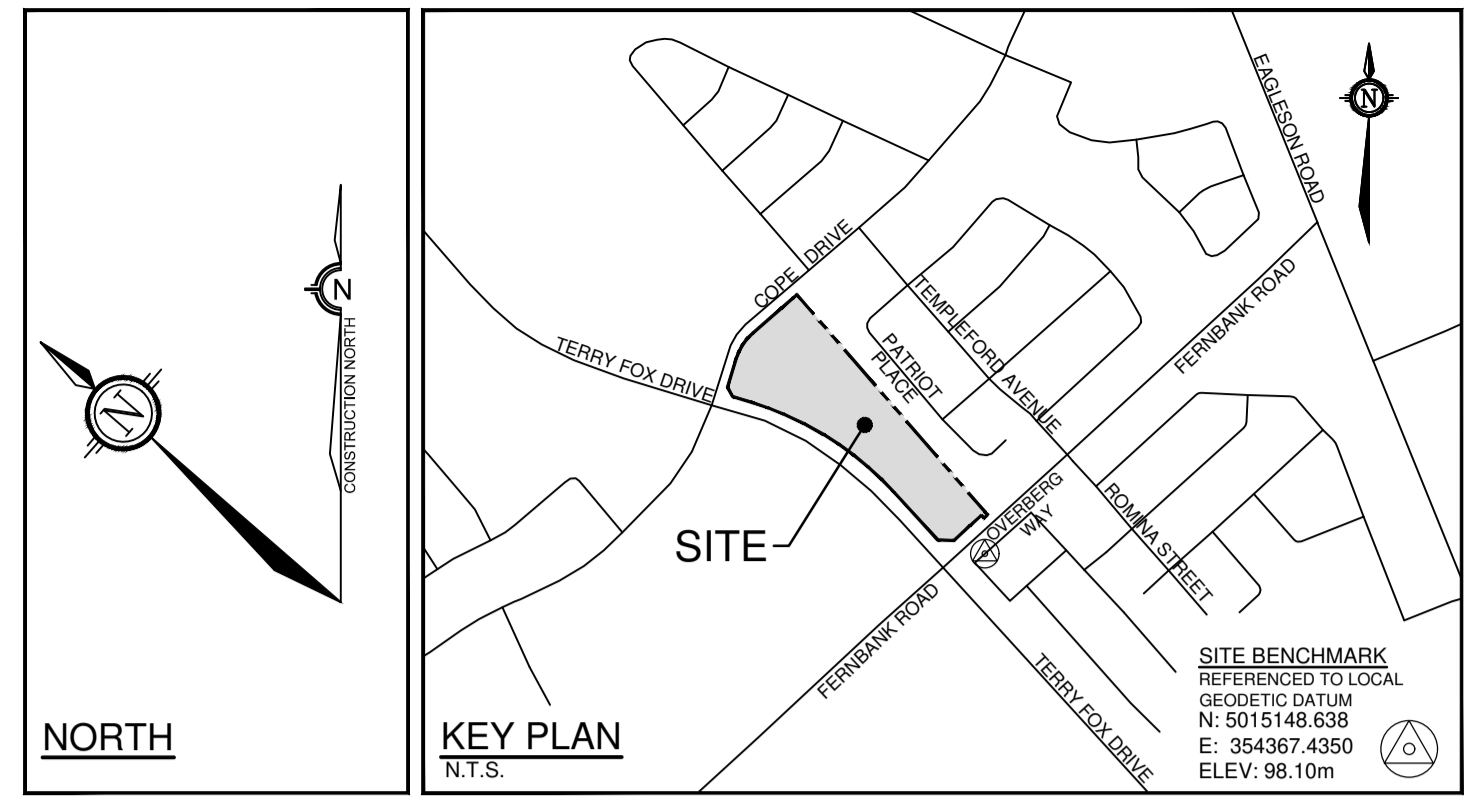 N
CONSTRUCTION NORTH
N
NORTH
EAGLESON ROAD
N
COPE DRIVE
TERRY FOX DRIVE
TEMPLEFORD AVENUE
PATRIOT
PLACE
FERNBANK ROAD
SITE
OVERBERG
WAY
ROMINA STREET
FERNBANK ROAD
TERRY FOX DRIVE
KEY PLAN
N.T.S.
SITE BENCHMARK
REFERENCED TO LOCAL
GEODETIC DATUM
N: 5015148.638
E: 354367.4350
ELEV: 98.10m